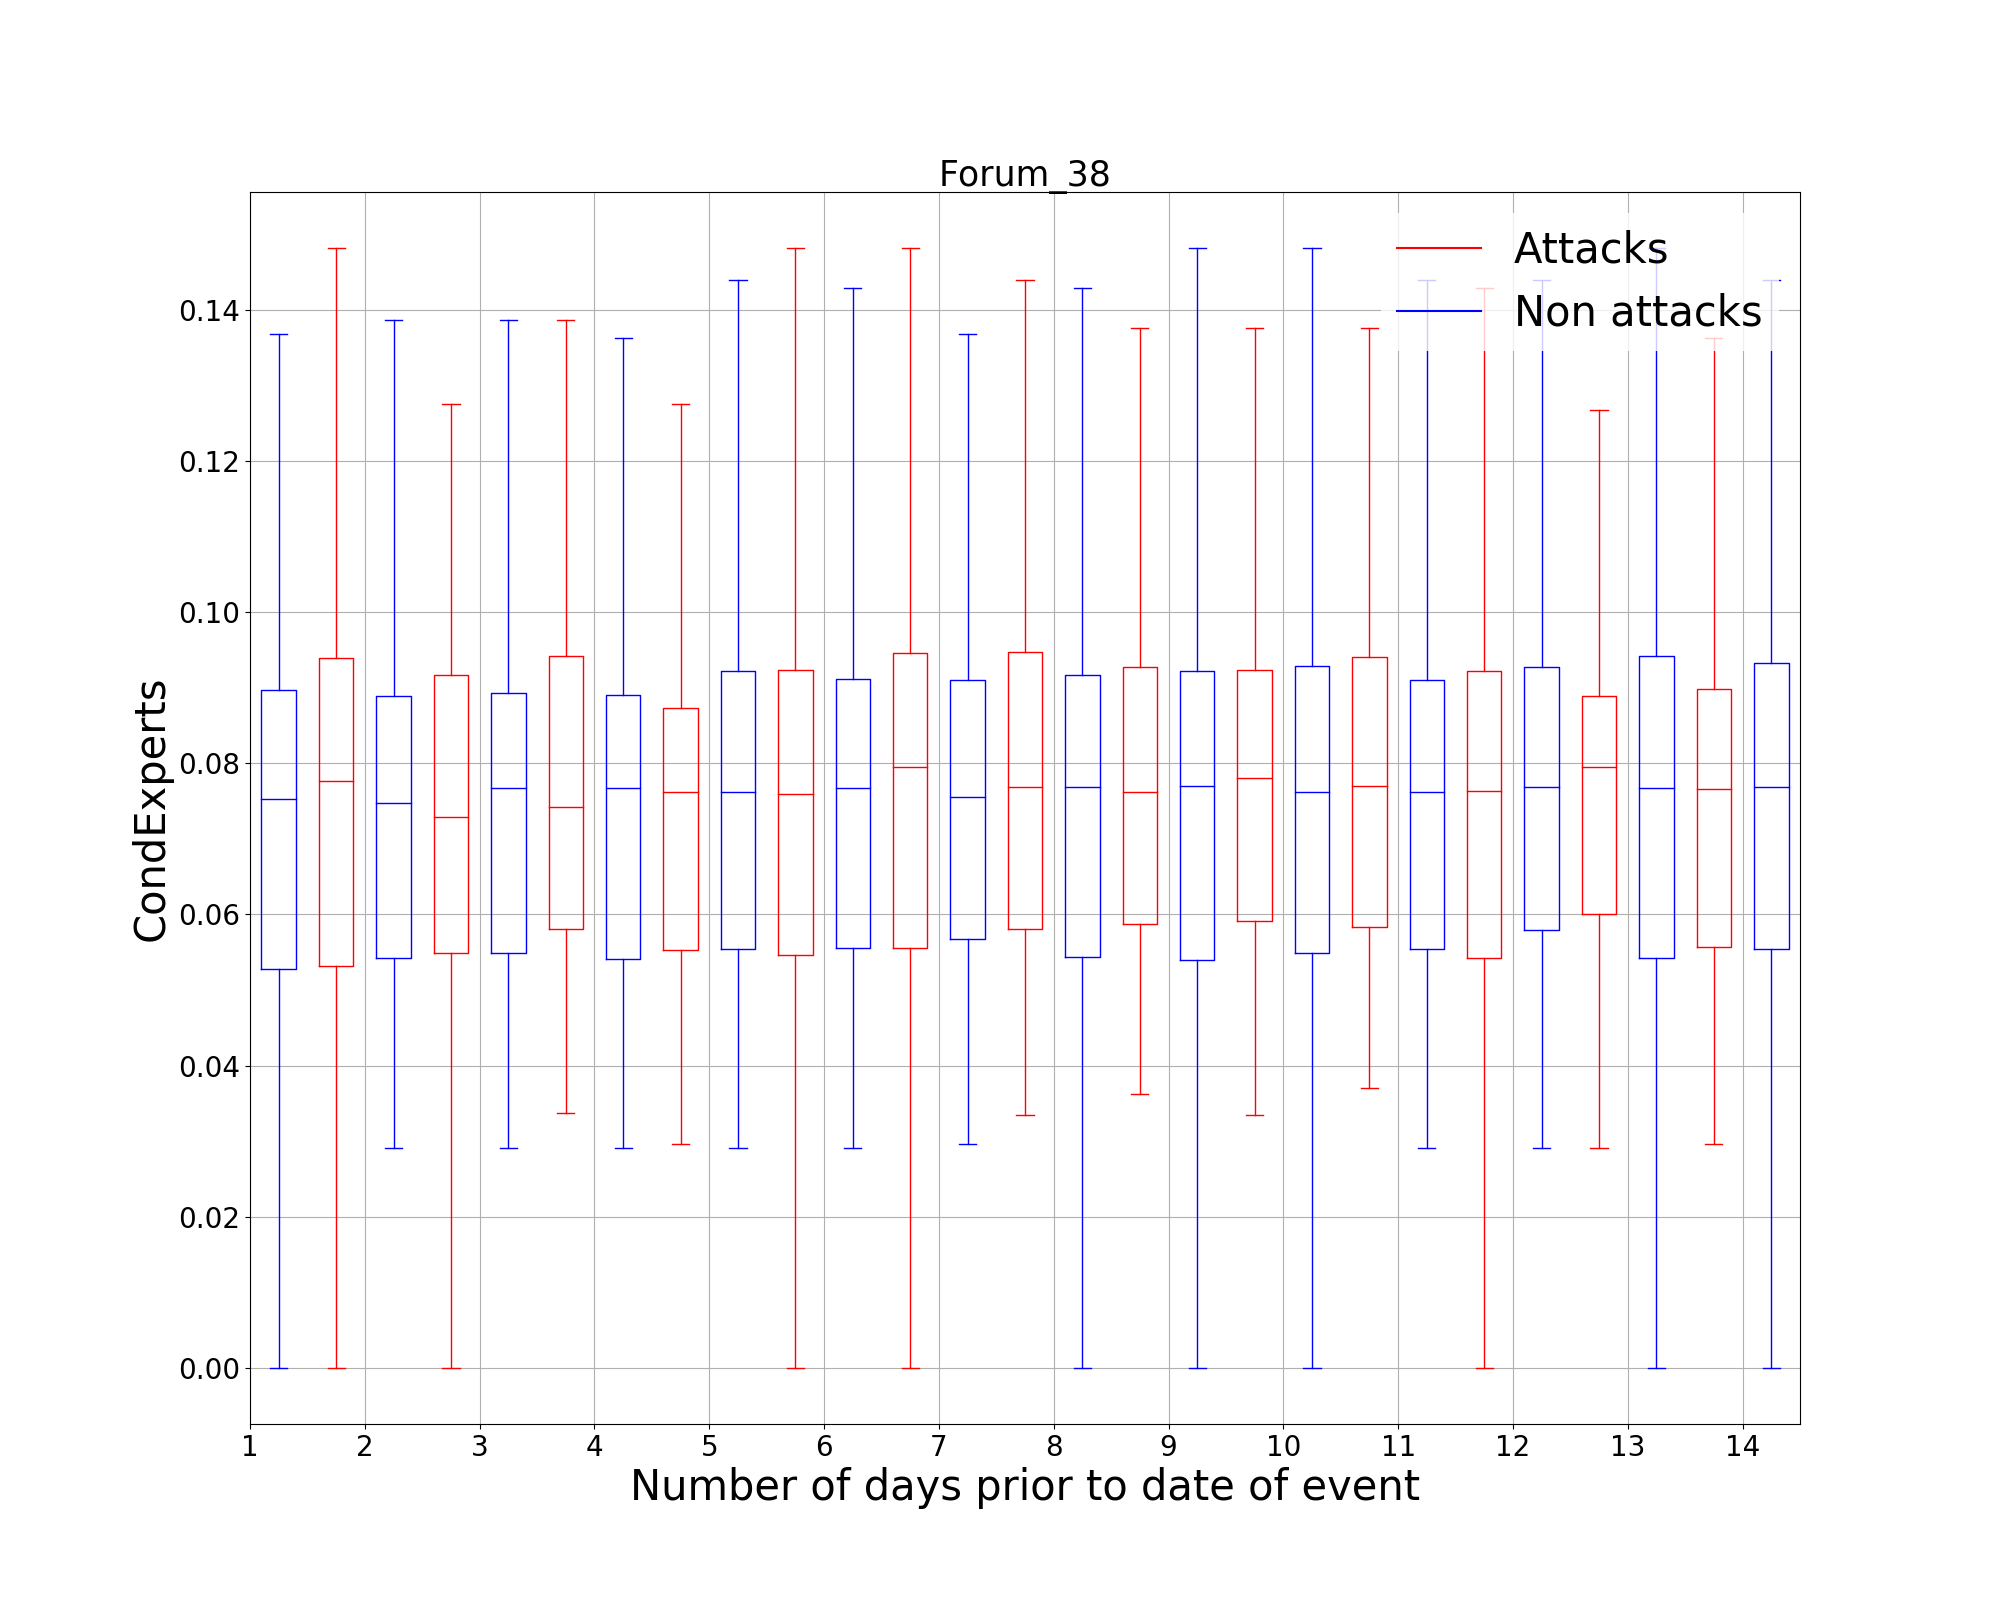 Forum_38
Attacks
Non attacks
0.14
0.12
0.10
0.08
0.06
0.04
0.02
0.00
CondExperts
1 2 3 4 5 6 7 8 9 10 11 12 13 14
Number of days prior to date of event